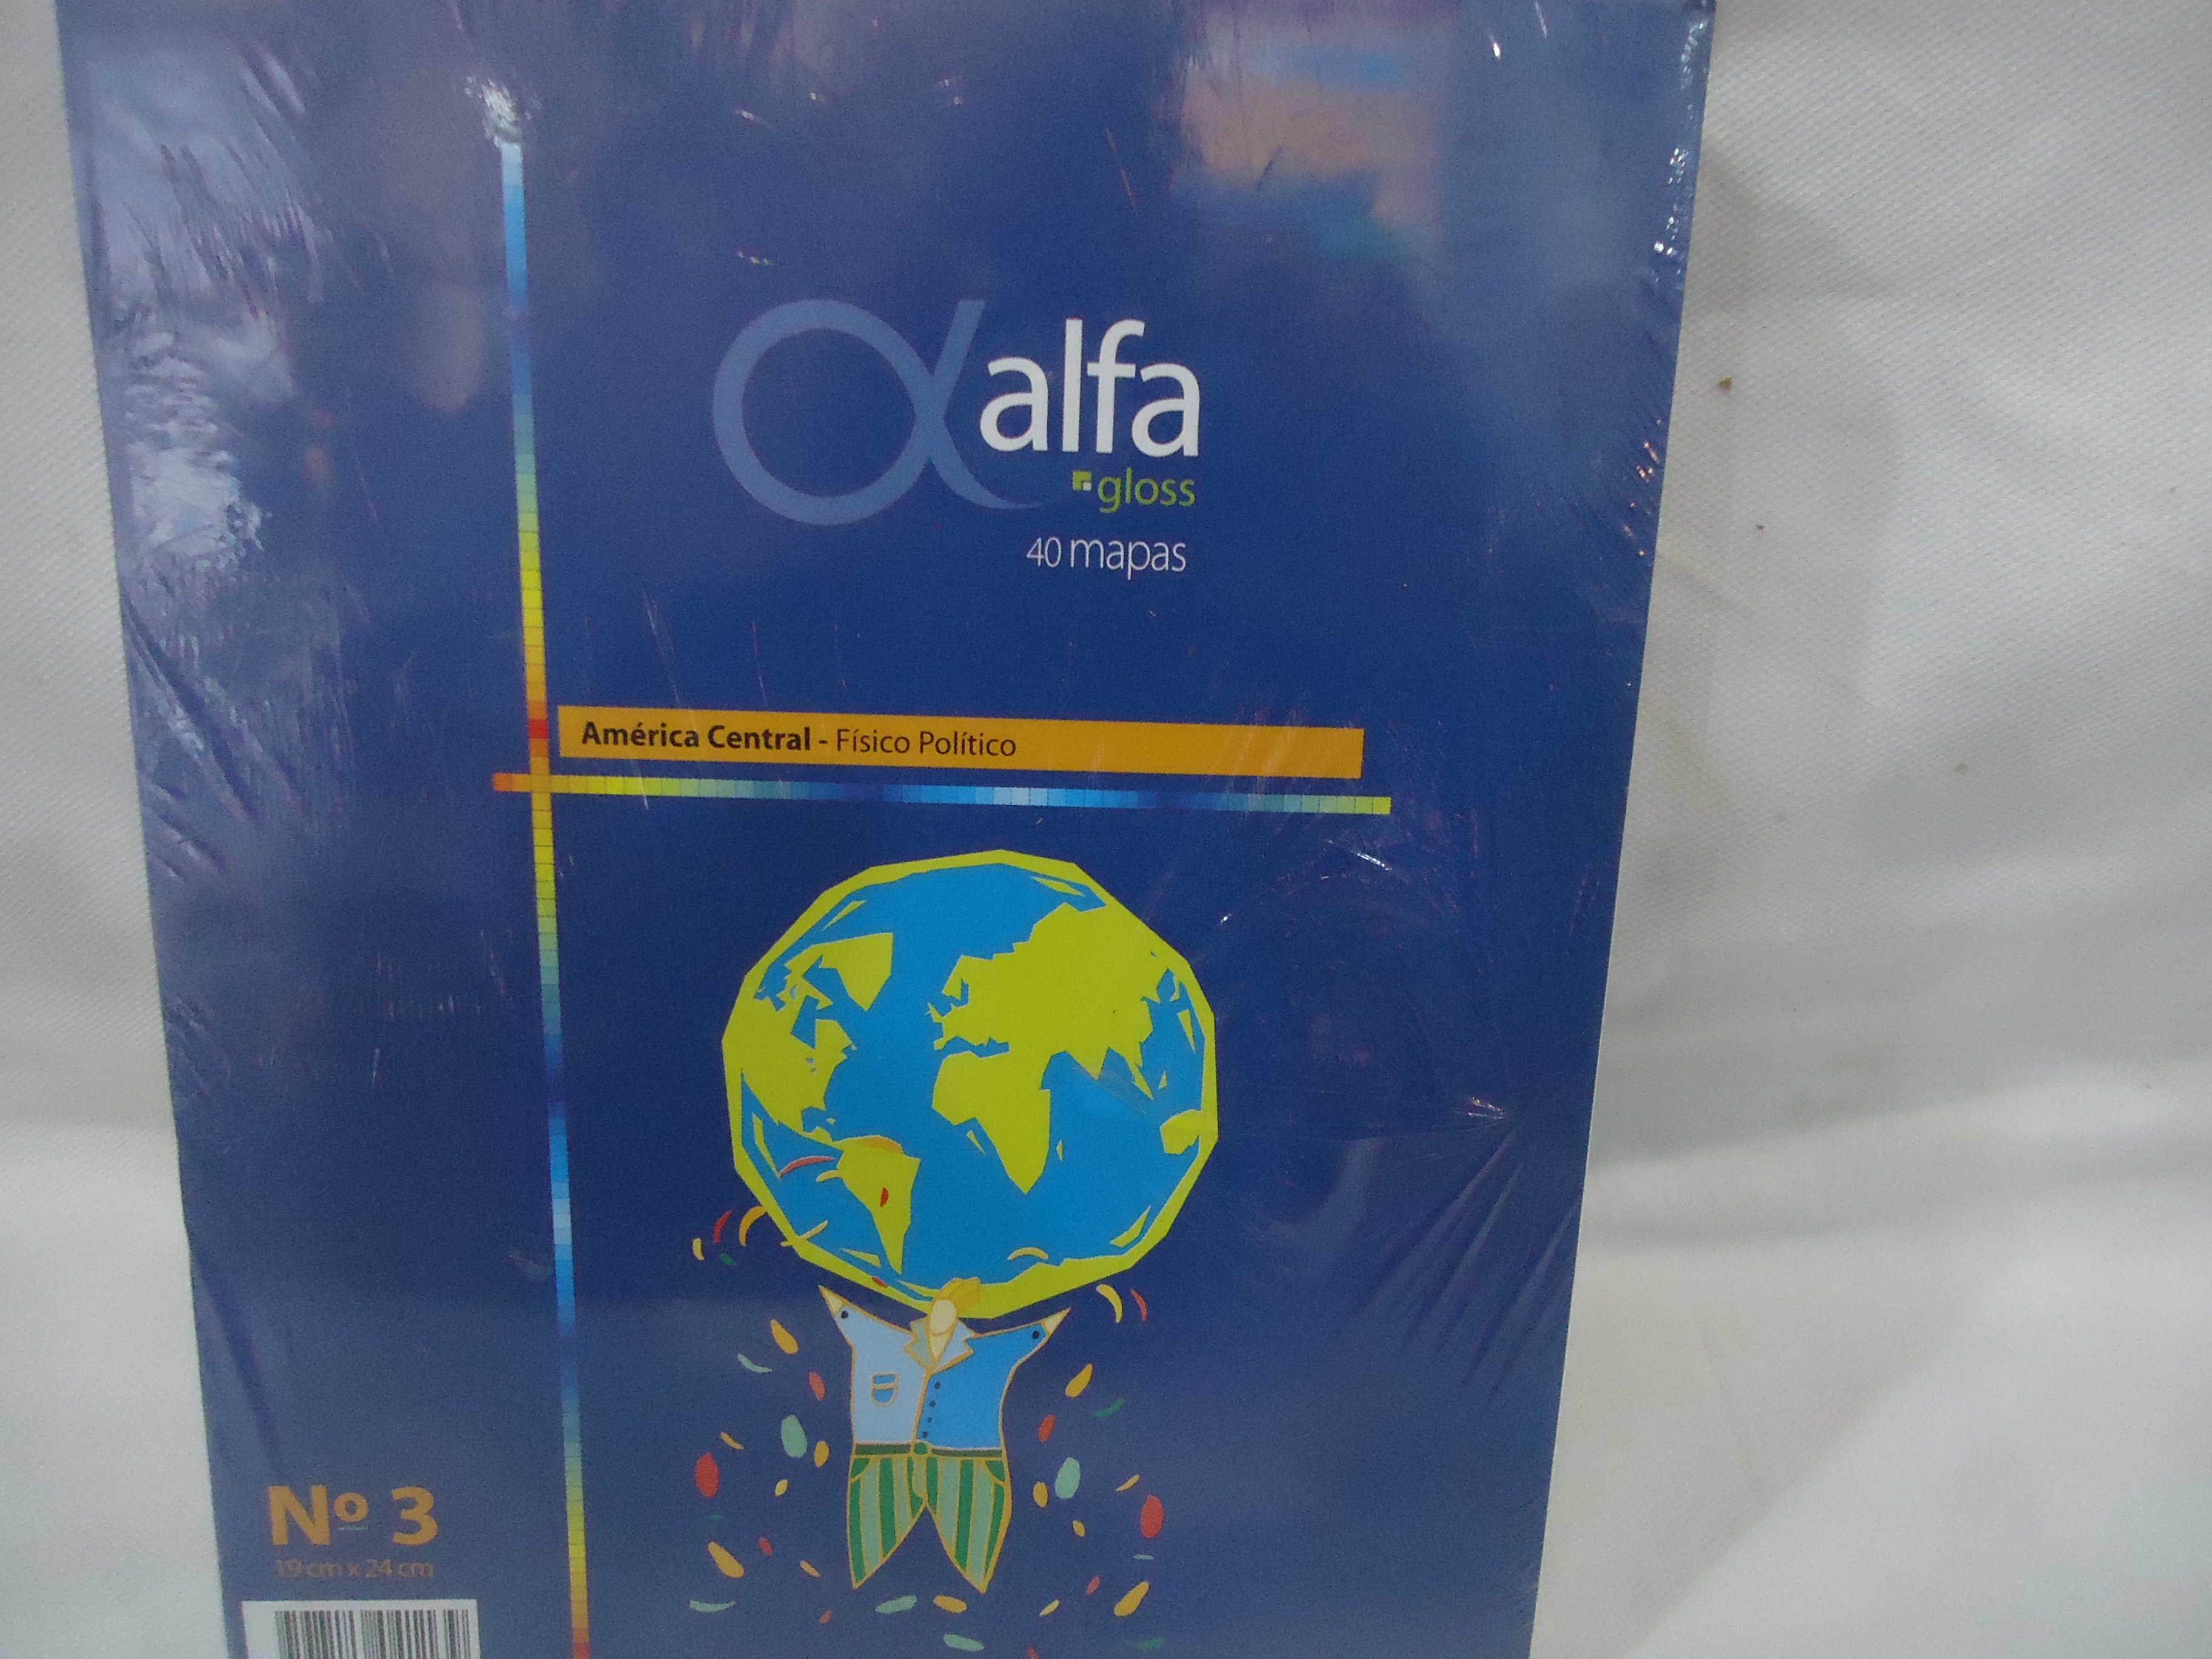 alfa
gloss
40 mapas
América Central - Físico Político
Nº 3
19 cm x 24 cm